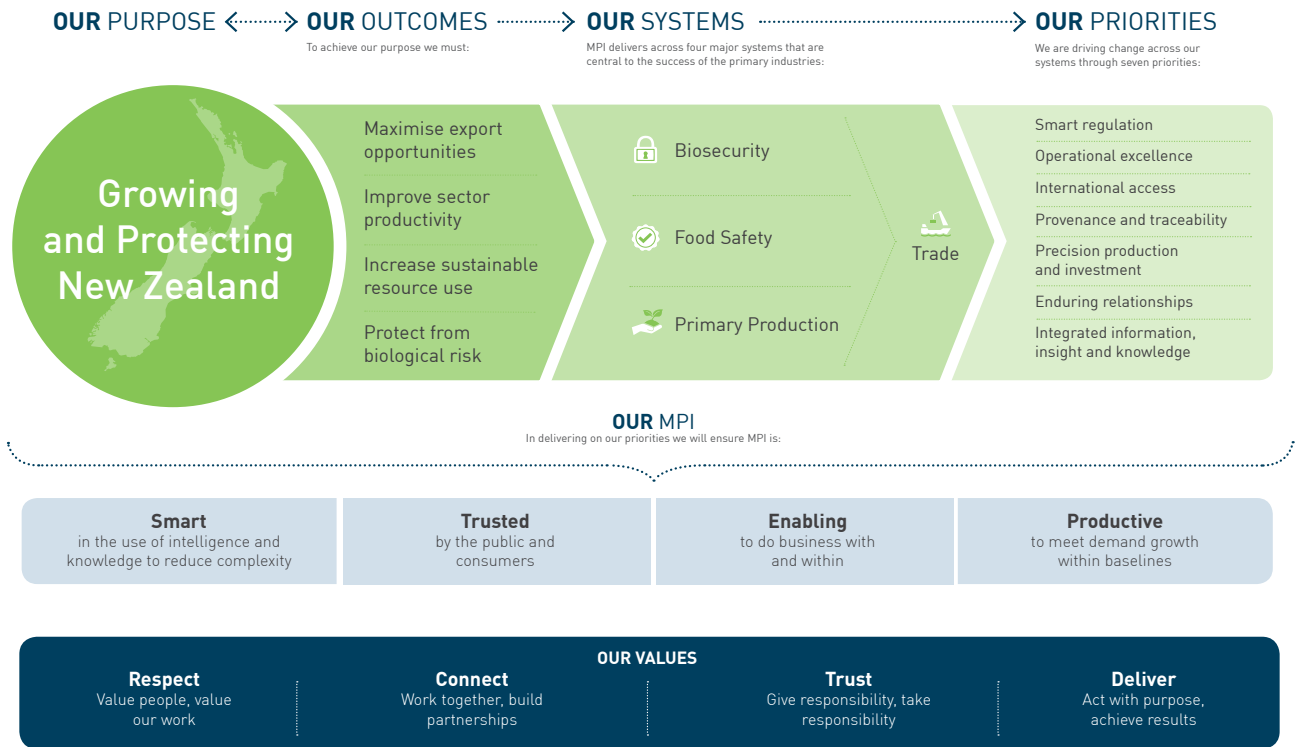 OUR PURPOSE
OUR OUTCOMES
To achieve our purpose we must:
OUR SYSTEMS
MPI delivers across four major systems that are
central to the success of the primary industries:
OUR PRIORITIES
We are driving change across our
systems through seven priorities:
Growing
and Protecting
New Zealand
Maximise export
opportunities
Improve sector
productivity
Increase sustainable
resource use
Protect from
biological risk
Biosecurity
Food Safety
Primary Production
Trade
Smart regulation
Operational excellence
International access
Provenance and traceability
Precision production
and investment
Enduring relationships
Integrated information,
insight and knowledge
OUR MPI
In delivering on our priorities we will ensure MPI is:
Smart
in the use of intelligence and
knowledge to reduce complexity
Trusted
by the public and
consumers
Enabling
to do business with
and within
Productive
to meet demand growth
within baselines
OUR VALUES
Respect
Value people, value
our work
Connect
Work together, build
partnerships
Trust
Give responsibility, take
responsibility
Deliver
Act with purpose,
achieve results